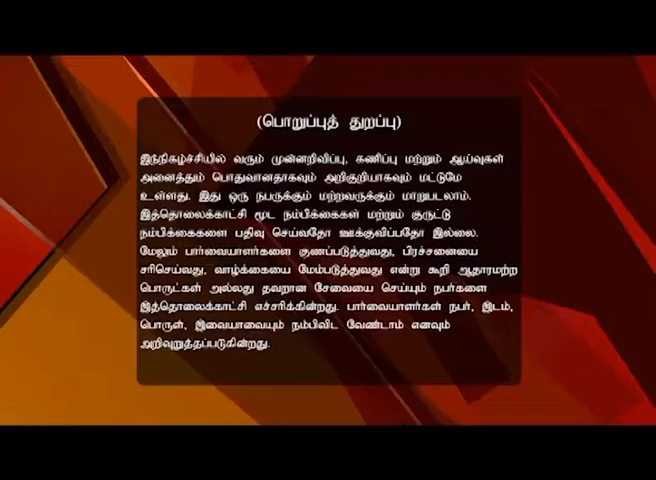 (பொறுப்புத் துறப்பு)
இந்நிகழ்ச்சியில் வரும் முன்னறிவிப்பு, கணிப்பு மற்றும் ஆய்வுகள்
அனைத்தும் பொதுவானதாகவும் அறிகுறியாகவும் மட்டுமே
உள்ளது. இது ஒரு நபருக்கும் மற்றவருக்கும் மாறுபடலாம்.
இத்தொலைக்காட்சி மூட நம்பிக்கைகள் மற்றும் குருட்டு
நம்பிக்கைகளை பதிவு செய்வதோ ஊக்குவிப்பதோ இல்லை.
மேலும் பார்வையாளர்களை குணப்படுத்துவது, பிரச்சனையை
சரிசெய்வது, வாழ்க்கையை மேம்படுத்துவது என்று கூறி ஆதாரமற்ற
பொருட்கள் அல்லது தவறான சேவையை செய்யும் நபர்களை
இத்தொலைக்காட்சி எச்சரிக்கின்றது. பார்வையாளர்கள் நபர், இடம்,
பொருள், இவையாவையும் நம்பிவிட வேண்டாம் எனவும்
அறிவுறுத்தப்படுகின்றது.